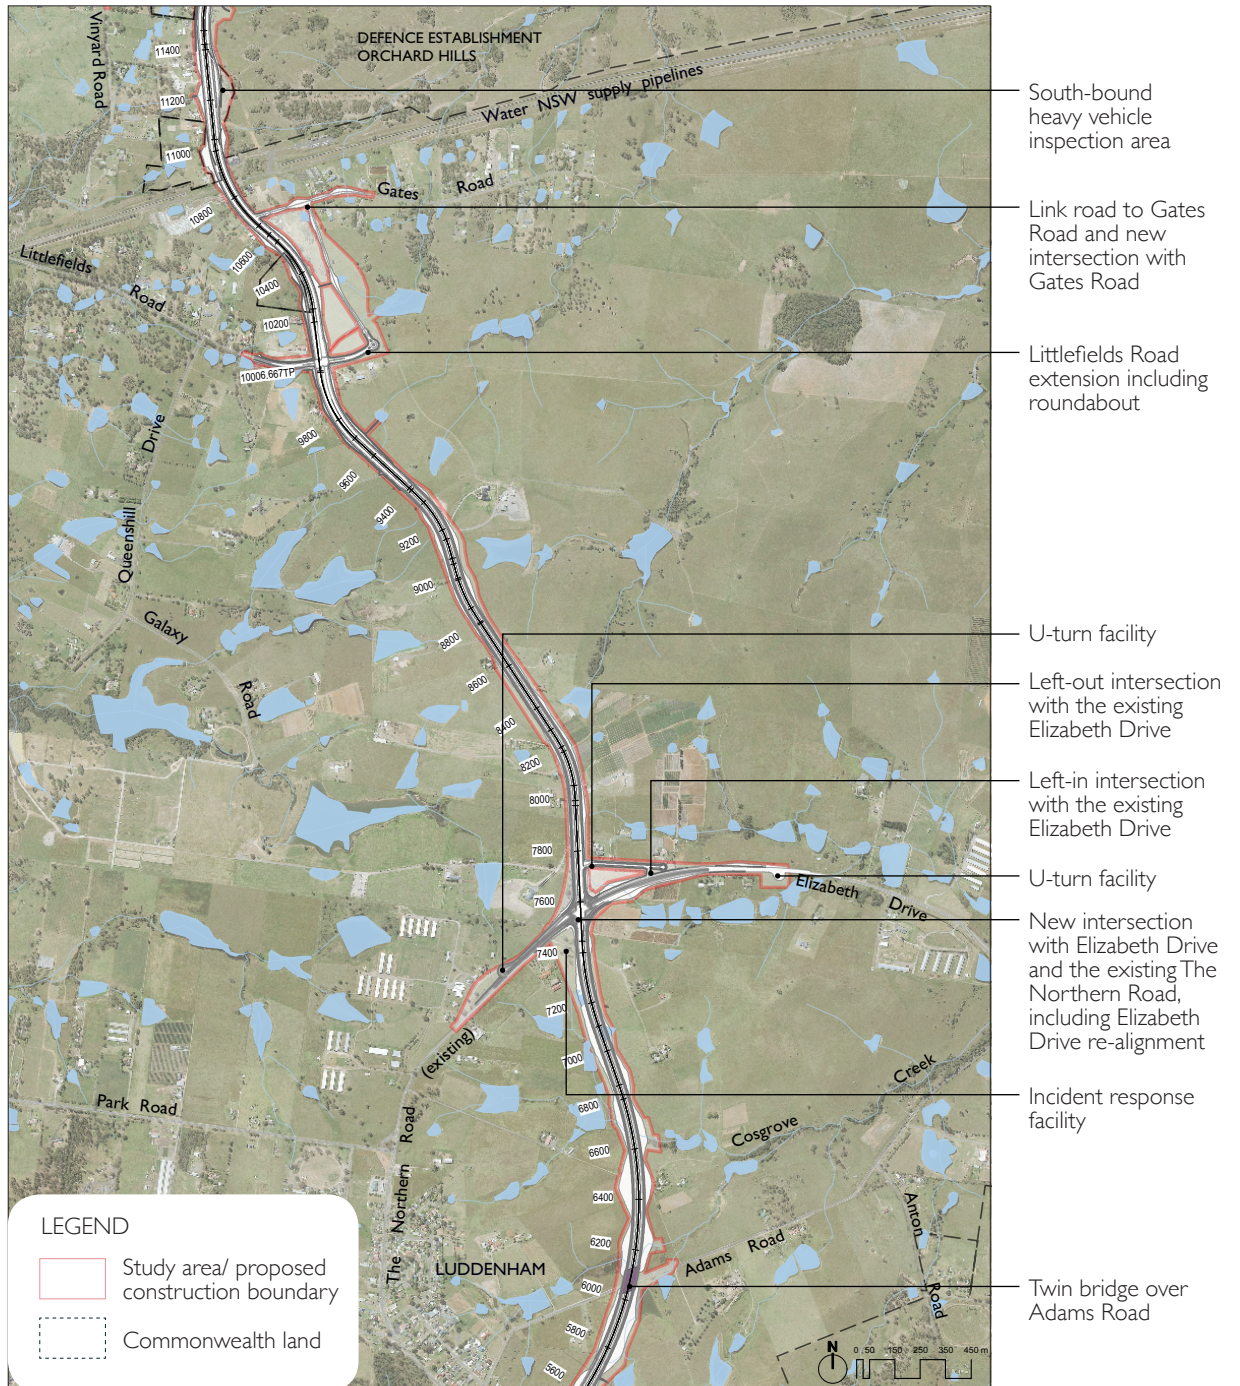 Vinyard Road
11400
11200
11000
10800
10600
10400
10200
10006.667TP
9800
9600
9400
9200
9000
8800
8600
8400
8200
8000
7800
7600
7400
7200
7000
6800
6600
6400
6200
6000
5800
5600
DEFENCE ESTABLISHMENT
ORCHARD HILLS
Water NSW supply pipelines
Gates Road
Littlefields Road
Queenshill Drive
Galaxy Road
Elizabeth Drive
(existing)
The Northern Road
Park Road
Cosgrove Creek
Adams Road
Anton Road
LUDDENHAM
South-bound
heavy vehicle
inspection area
Link road to Gates
Road and new
intersection with
Gates Road
Littlefields Road
extension including
roundabout
U-turn facility
Left-out intersection
with the existing
Elizabeth Drive
Left-in intersection
with the existing
Elizabeth Drive
U-turn facility
New intersection
with Elizabeth Drive
and the existing The
Northern Road,
including Elizabeth
Drive re-alignment
Incident response
facility
Twin bridge over
Adams Road
LEGEND
Study area/ proposed
construction boundary
Commonwealth land
N
0 50 150 250 350 450 m